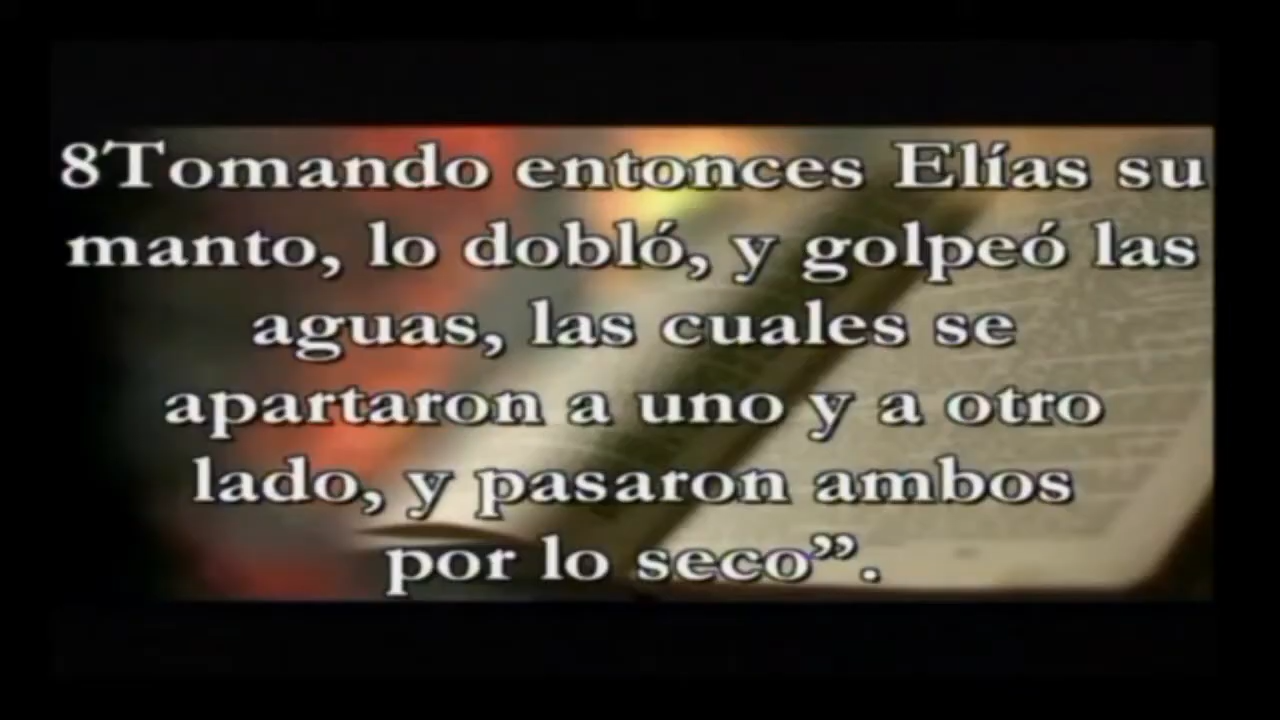 8Tomando entonces Elías su
manto, lo dobló, y golpeó las
aguas, las cuales se
apartaron a uno y a otro
lado, y pasaron ambos
por lo seco”.